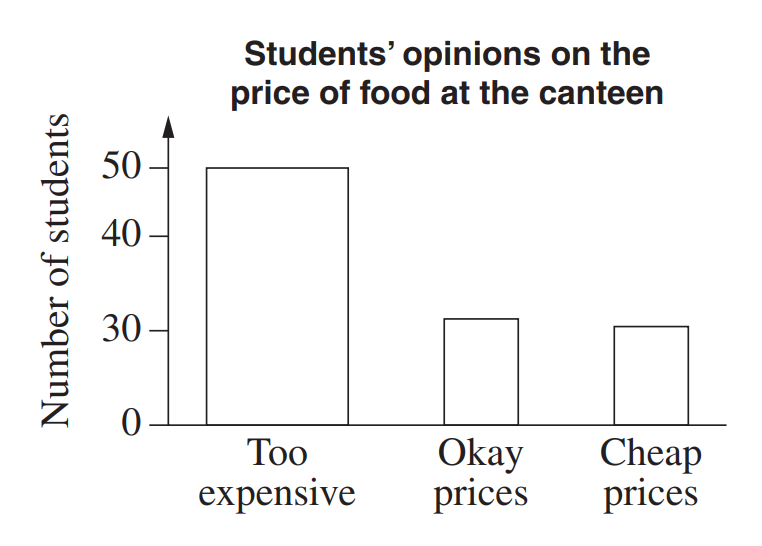 Students’ opinions on the
price of food at the canteen
Number of students
50
40
30
0
Too
expensive
Okay
prices
Cheap
prices